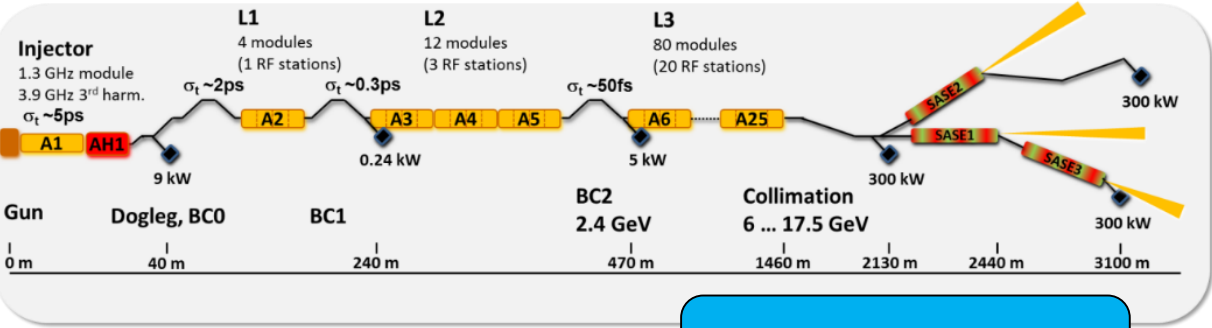 Injector
1.3 GHz module
3.9 GHz 3rd harm.
σt ~5ps
A1
AH1
9 kW
σt ~2ps
L1
4 modules
(1 RF stations)
A2
σt ~0.3ps
0.24 kW
L2
12 modules
(3 RF stations)
A3
A4
A5
σt ~50fs
5 kW
L3
80 modules
(20 RF stations)
A6
A25
300 kW
SASE2
300 kW
SASE1
SASE3
300 kW
Gun
Dogleg, BC0
BC1
BC2
2.4 GeV
Collimation
6 ... 17.5 GeV
0 m
40 m
240 m
470 m
1460 m
2130 m
2440 m
3100 m